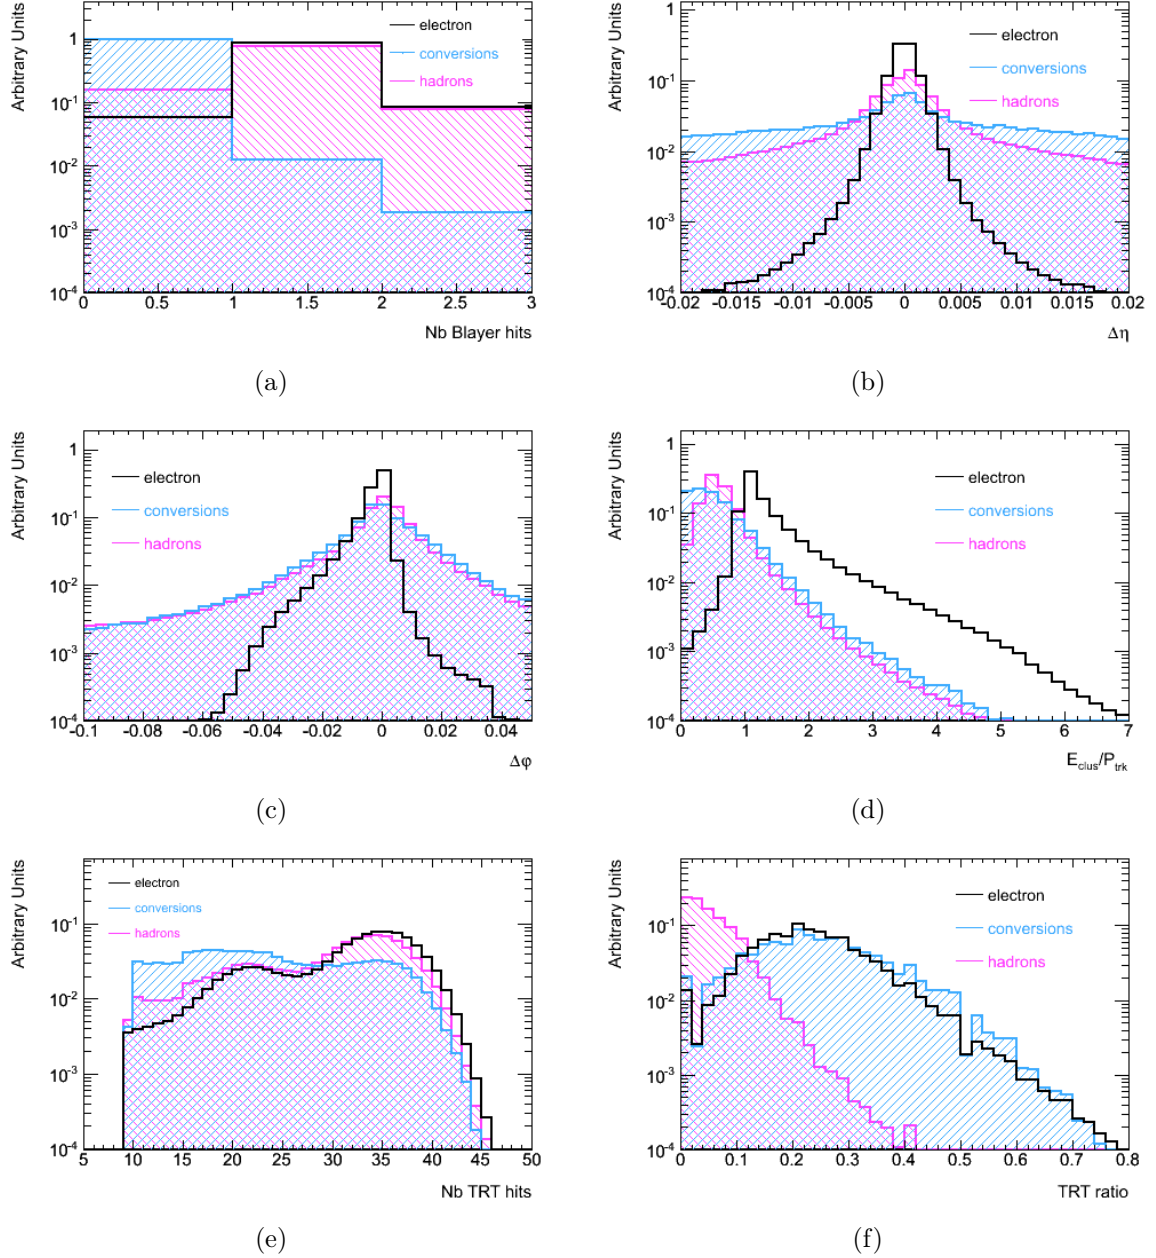 Arbitrary Units
1
10⁻¹
10⁻²
10⁻³
10⁻⁴
electron
conversions
hadrons
0 0.5 1 1.5 2 2.5 3
Nb Blayer hits
(a)
Arbitrary Units
1
10⁻¹
10⁻²
10⁻³
10⁻⁴
electron
conversions
hadrons
-0.02 -0.015 -0.01 -0.005 0 0.005 0.01 0.015 0.02
Δη
(b)
Arbitrary Units
1
10⁻¹
10⁻²
10⁻³
10⁻⁴
electron
conversions
hadrons
-0.1 -0.08 -0.06 -0.04 -0.02 0 0.02 0.04
Δφ
(c)
Arbitrary Units
1
10⁻¹
10⁻²
10⁻³
10⁻⁴
electron
conversions
hadrons
0 1 2 3 4 5 6 7
E_clus/P_trk
(d)
Arbitrary Units
10⁻¹
10⁻²
10⁻³
10⁻⁴
electron
conversions
hadrons
5 10 15 20 25 30 35 40 45 50
Nb TRT hits
(e)
Arbitrary Units
10⁻¹
10⁻²
10⁻³
10⁻⁴
electron
conversions
hadrons
0 0.1 0.2 0.3 0.4 0.5 0.6 0.7 0.8
TRT ratio
(f)